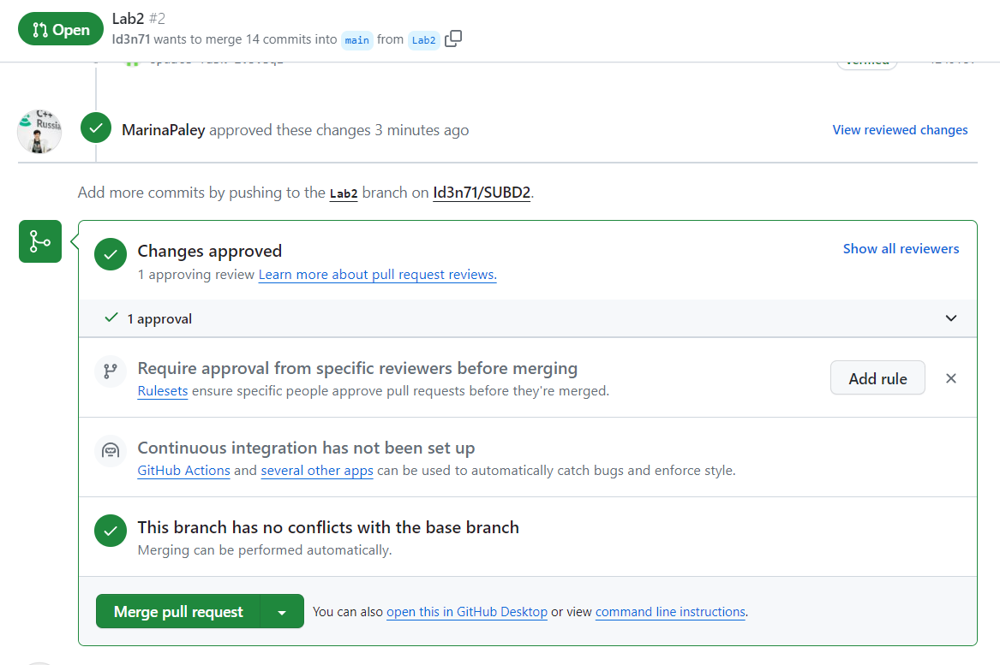 Open
Lab2 #2
ld3n71 wants to merge 14 commits into main from Lab2
Verified
C++
Russia
MarinaPaley approved these changes 3 minutes ago
View reviewed changes
Add more commits by pushing to the Lab2 branch on ld3n71/SUBD2.
Changes approved
Show all reviewers
1 approving review Learn more about pull request reviews.
1 approval
Require approval from specific reviewers before merging
Rulesets ensure specific people approve pull requests before they're merged.
Add rule
Continuous integration has not been set up
GitHub Actions and several other apps can be used to automatically catch bugs and enforce style.
This branch has no conflicts with the base branch
Merging can be performed automatically.
Merge pull request
You can also open this in GitHub Desktop or view command line instructions.